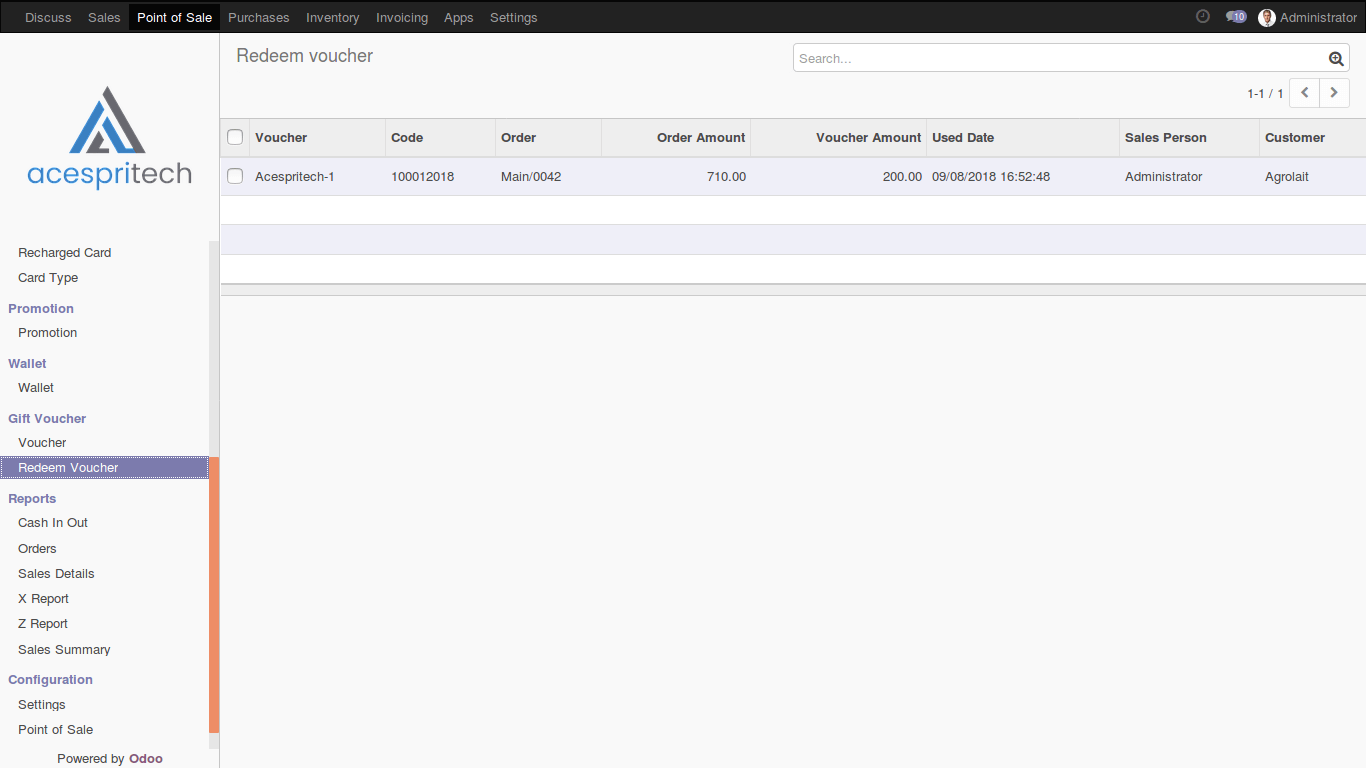 Discuss Sales Point of Sale Purchases Inventory Invoicing Apps Settings 10 Administrator
Redeem voucher
Search...
1-1 / 1
Voucher Code Order Order Amount Voucher Amount Used Date Sales Person Customer
Acespritech-1 100012018 Main/0042 710.00 200.00 09/08/2018 16:52:48 Administrator Agrolait
acespritech
Recharged Card
Card Type
Promotion
Promotion
Wallet
Wallet
Gift Voucher
Voucher
Redeem Voucher
Reports
Cash In Out
Orders
Sales Details
X Report
Z Report
Sales Summary
Configuration
Settings
Point of Sale
Powered by Odoo